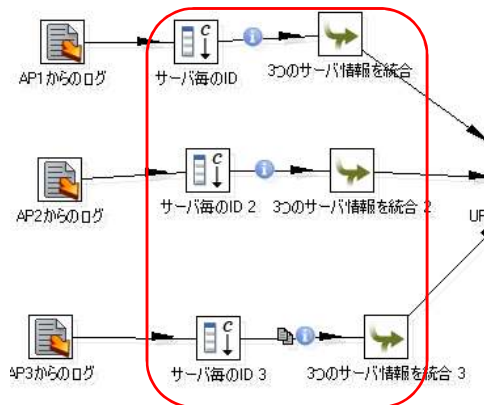 C
AP1からのログ
サーバ毎のID
3つのサーバ情報を統合
C
AP2からのログ
サーバ毎のID 2
3つのサーバ情報を統合 2
UF
C
AP3からのログ
サーバ毎のID 3
3つのサーバ情報を統合 3